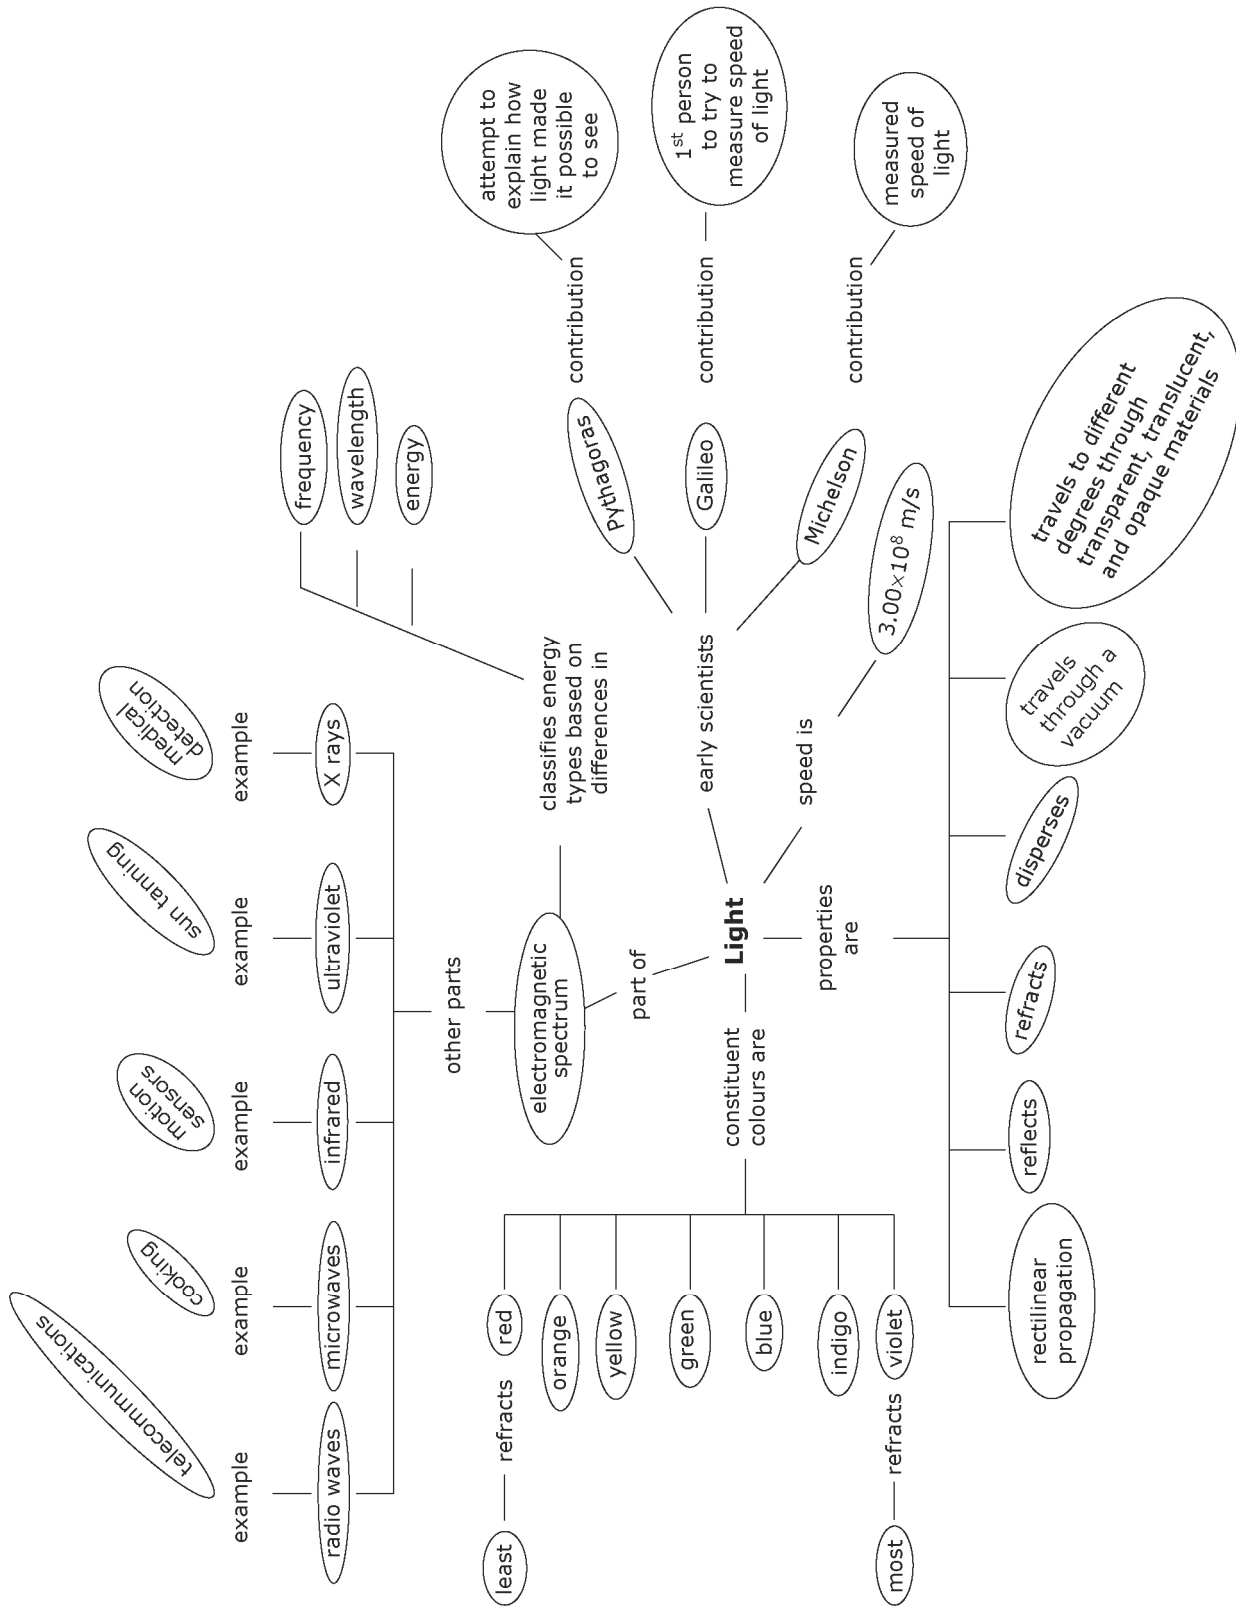 telecommunications
cooking
motion
sensors
sun tanning
medical
detection
example
example
example
example
example
radio waves
microwaves
infrared
ultraviolet
X rays
frequency
wavelength
energy
other parts
classifies energy
types based on
differences in
electromagnetic
spectrum
part of
attempt to
explain how
light made
it possible
to see
contribution
Pythagoras
1st person
to try to
measure speed
of light
contribution
Galileo
measured
speed of
light
contribution
Michelson
early scientists
Light
speed is
3.00×10⁸ m/s
constituent
colours are
least
refracts
red
orange
yellow
green
blue
indigo
violet
refracts
most
properties
are
rectilinear
propagation
reflects
refracts
disperses
travels
through a
vacuum
travels to different
degrees through
transparent, translucent,
and opaque materials